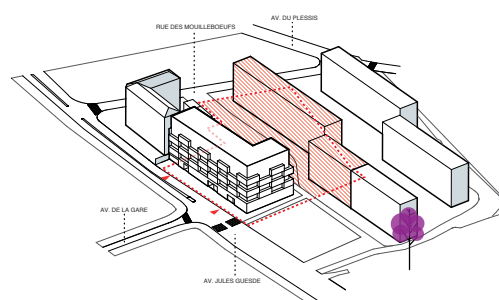 AV. DU PLESSIS
RUE DES MOUILLEBOEUFS
AV. DE LA GARE
AV. JULES GUESDE